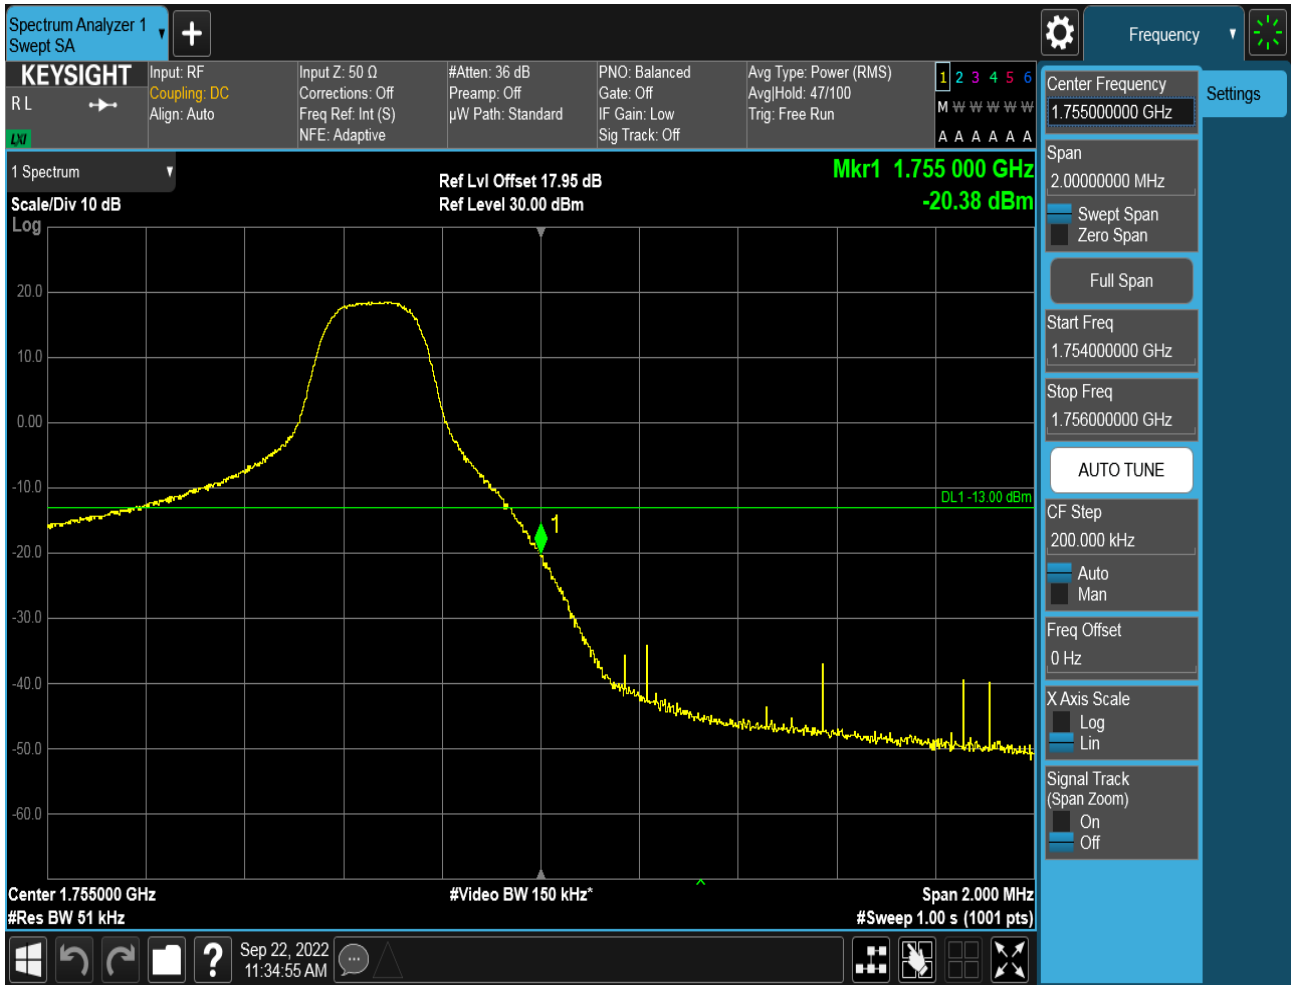 Spectrum Analyzer 1
Swept SA
Frequency
KEYSIGHT
R L
LXI
Input: RF
Coupling: DC
Align: Auto
Input Z: 50 Ω
Corrections: Off
Freq Ref: Int (S)
NFE: Adaptive
#Atten: 36 dB
Preamp: Off
µW Path: Standard
PNO: Balanced
Gate: Off
IF Gain: Low
Sig Track: Off
Avg Type: Power (RMS)
Avg|Hold: 47/100
Trig: Free Run
1 2 3 4 5 6
M W W W W W
A A A A A A
1 Spectrum
Scale/Div 10 dB
Log
Ref Lvl Offset 17.95 dB
Ref Level 30.00 dBm
Mkr1 1.755 000 GHz
-20.38 dBm
20.0
10.0
0.00
-10.0
-20.0
-30.0
-40.0
-50.0
-60.0
DL1 -13.00 dBm
1
Center 1.755000 GHz
#Res BW 51 kHz
#Video BW 150 kHz*
Span 2.000 MHz
#Sweep 1.00 s (1001 pts)
Center Frequency
1.755000000 GHz
Settings
Span
2.00000000 MHz
Swept Span
Zero Span
Full Span
Start Freq
1.754000000 GHz
Stop Freq
1.756000000 GHz
AUTO TUNE
CF Step
200.000 kHz
Auto
Man
Freq Offset
0 Hz
X Axis Scale
Log
Lin
Signal Track
(Span Zoom)
On
Off
?
Sep 22, 2022
11:34:55 AM